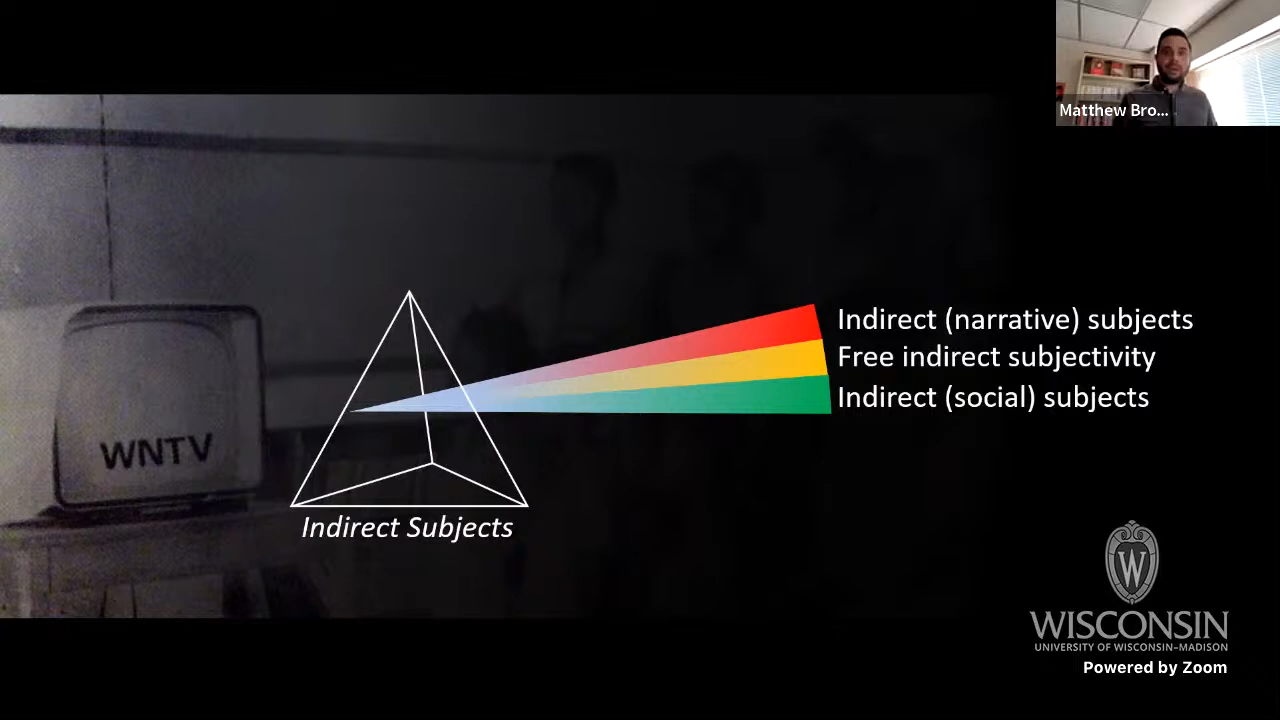 Matthew Bro...
Indirect (narrative) subjects
Free indirect subjectivity
Indirect (social) subjects
WNTV
Indirect Subjects
W
WISCONSIN
UNIVERSITY OF WISCONSIN–MADISON
Powered by Zoom